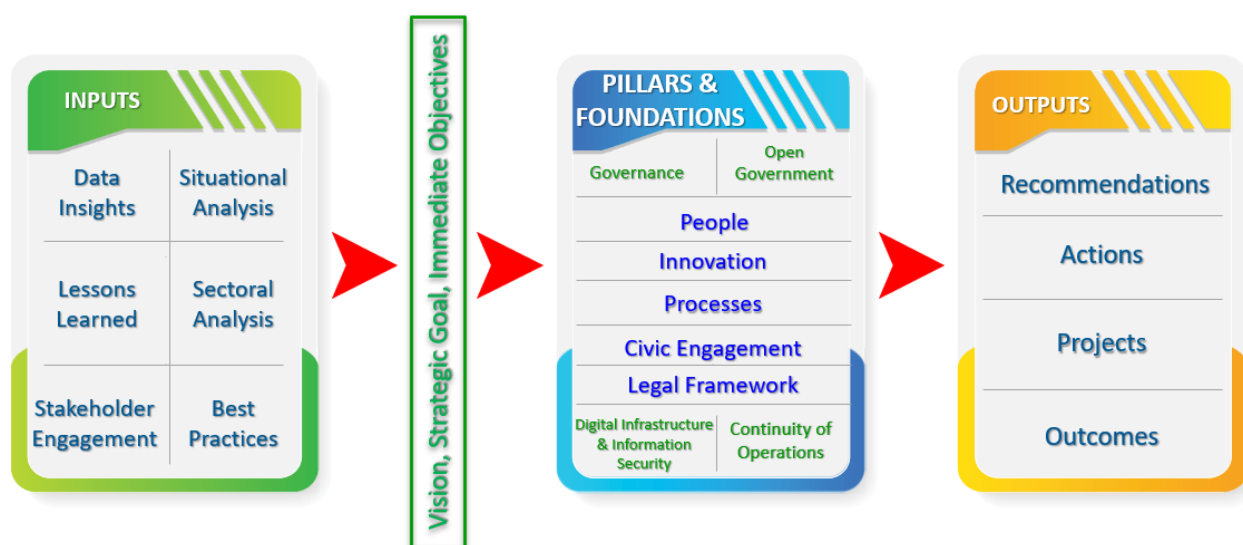 INPUTS
Data
Insights
Situational
Analysis
Lessons
Learned
Sectoral
Analysis
Stakeholder
Engagement
Best
Practices
Vision, Strategic Goal, Immediate Objectives
PILLARS &
FOUNDATIONS
Governance
Open
Government
People
Innovation
Processes
Civic Engagement
Legal Framework
Digital Infrastructure
& Information
Security
Continuity of
Operations
OUTPUTS
Recommendations
Actions
Projects
Outcomes